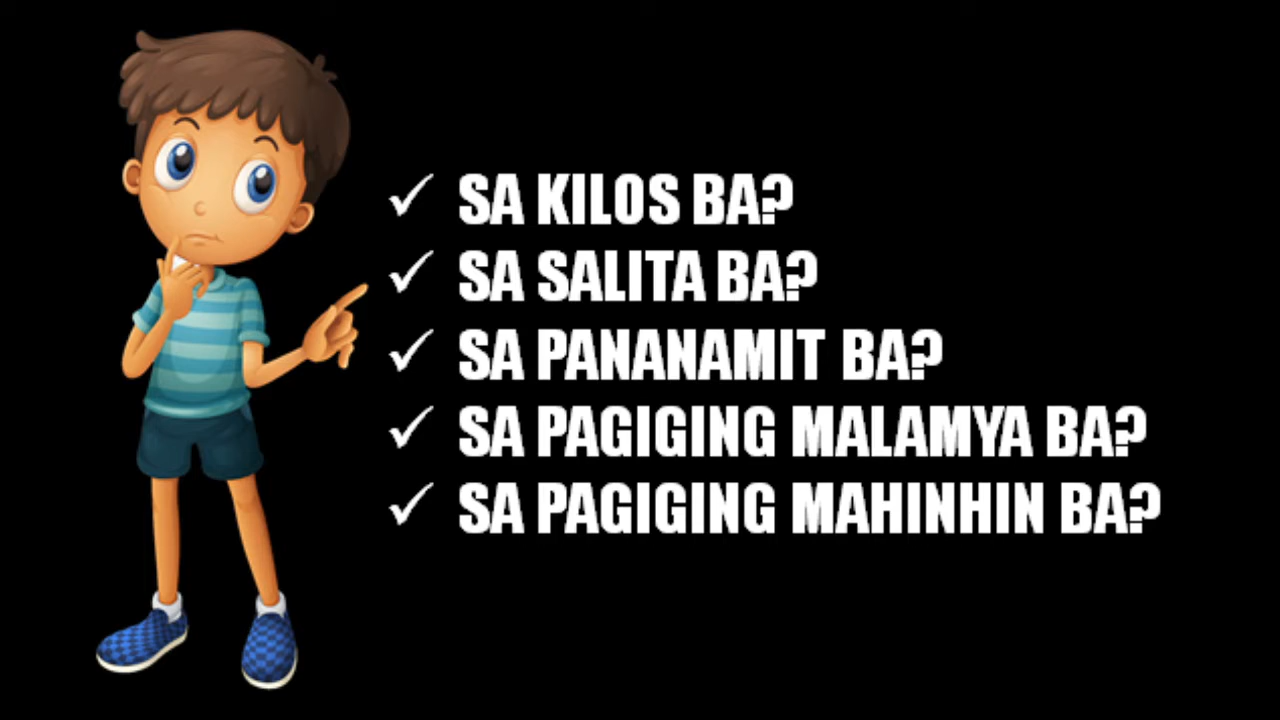 ✓ SA KILOS BA?
✓ SA SALITA BA?
✓ SA PANANAMIT BA?
✓ SA PAGIGING MALAMYA BA?
✓ SA PAGIGING MAHINHIN BA?